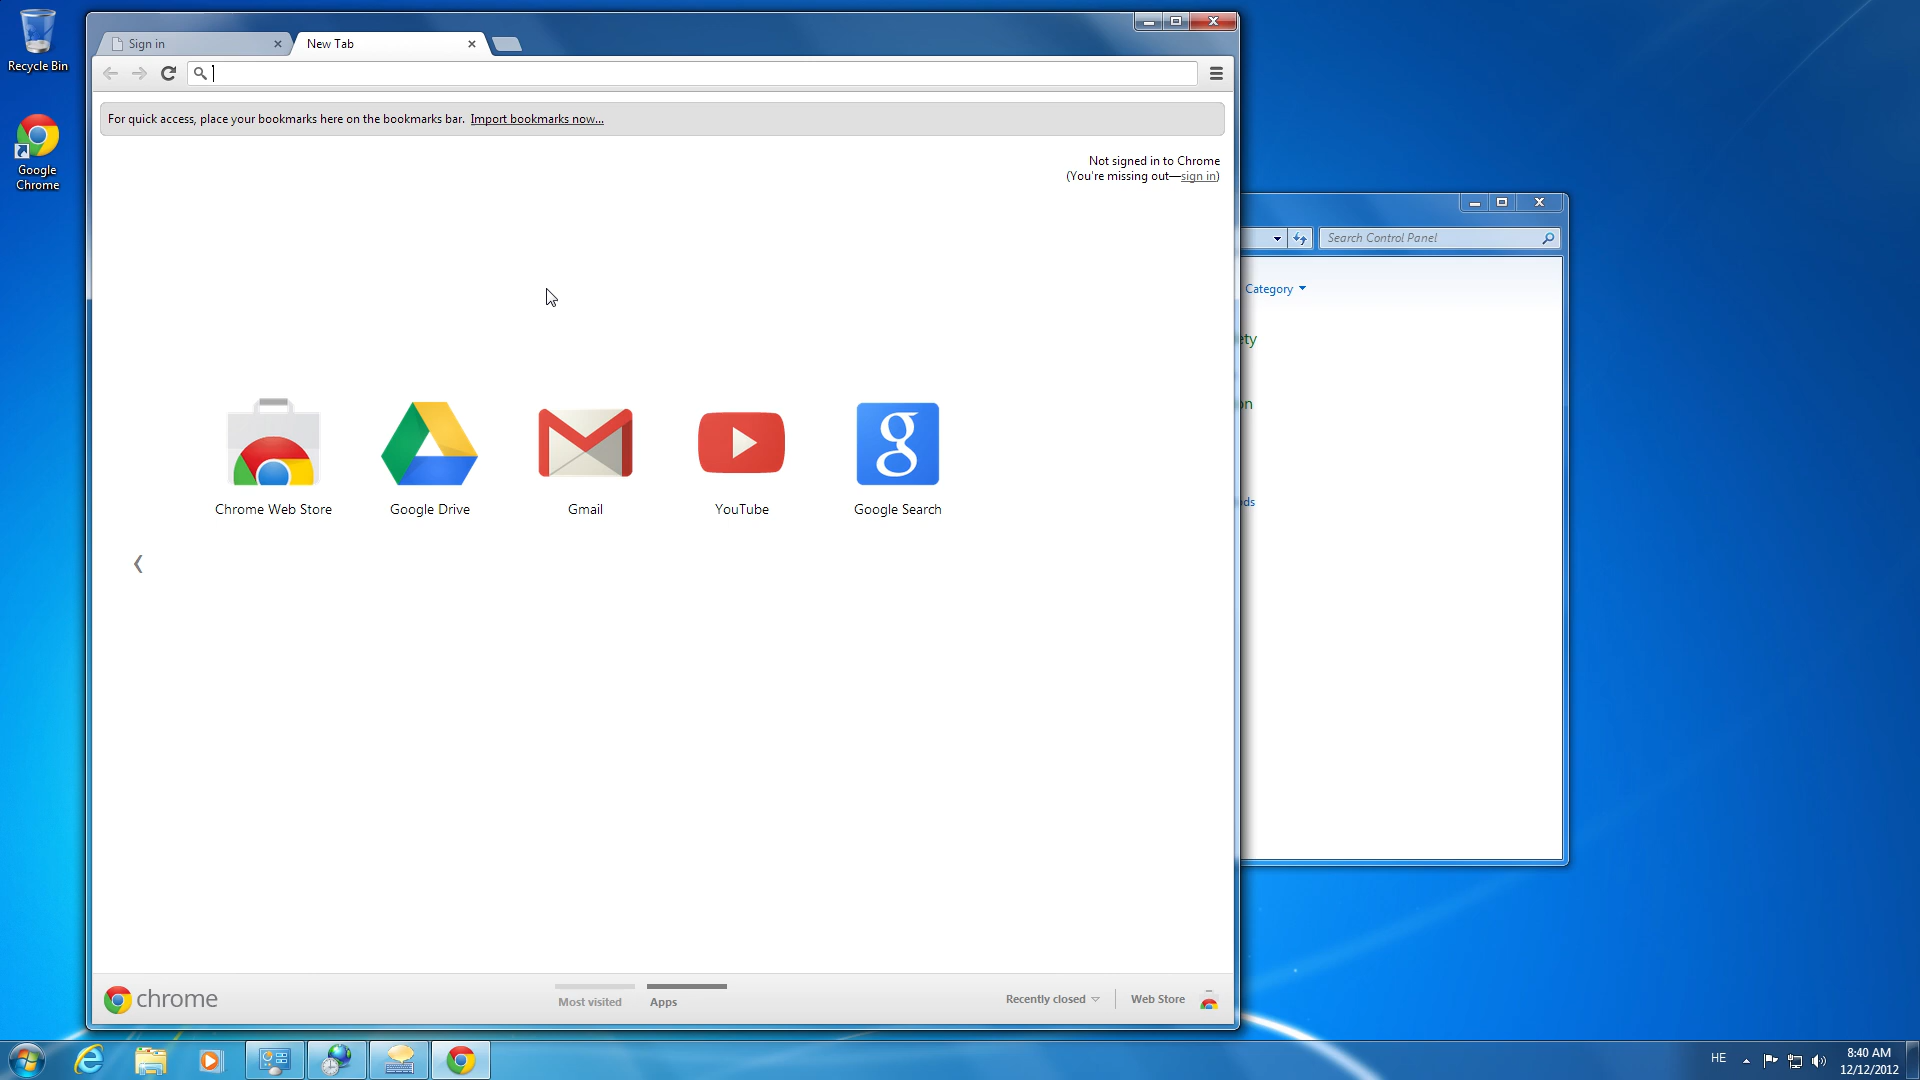 Recycle Bin
Google
Chrome
Sign in
New Tab
For quick access, place your bookmarks here on the bookmarks bar. Import bookmarks now...
Not signed in to Chrome
(You're missing out—sign in)
Search Control Panel
Category
ety
on
ds
Chrome Web Store
Google Drive
Gmail
YouTube
Google Search
chrome
Most visited
Apps
Recently closed
Web Store
HE
8:40 AM
12/12/2012